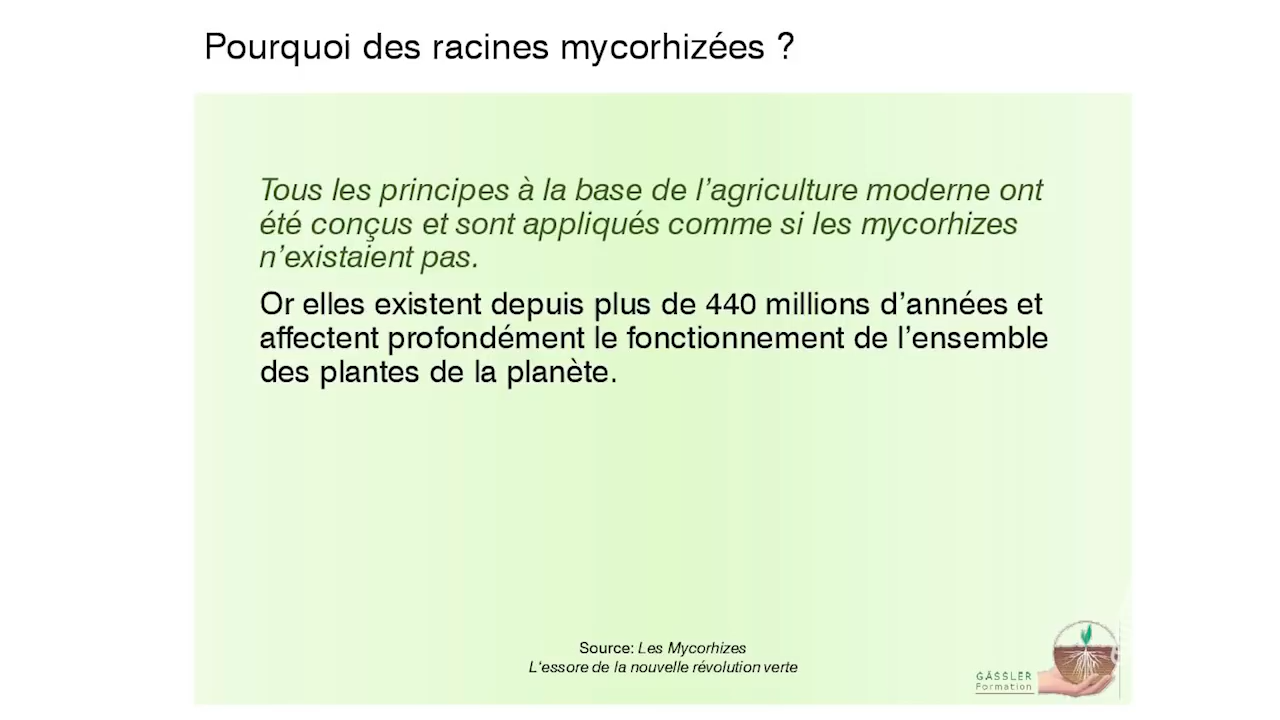 Pourquoi des racines mycorhizées ?
Tous les principes à la base de l’agriculture moderne ont
été conçus et sont appliqués comme si les mycorhizes
n’existaient pas.
Or elles existent depuis plus de 440 millions d’années et
affectent profondément le fonctionnement de l’ensemble
des plantes de la planète.
Source: Les Mycorhizes
L‘essore de la nouvelle révolution verte
GÄSSLER
Formation